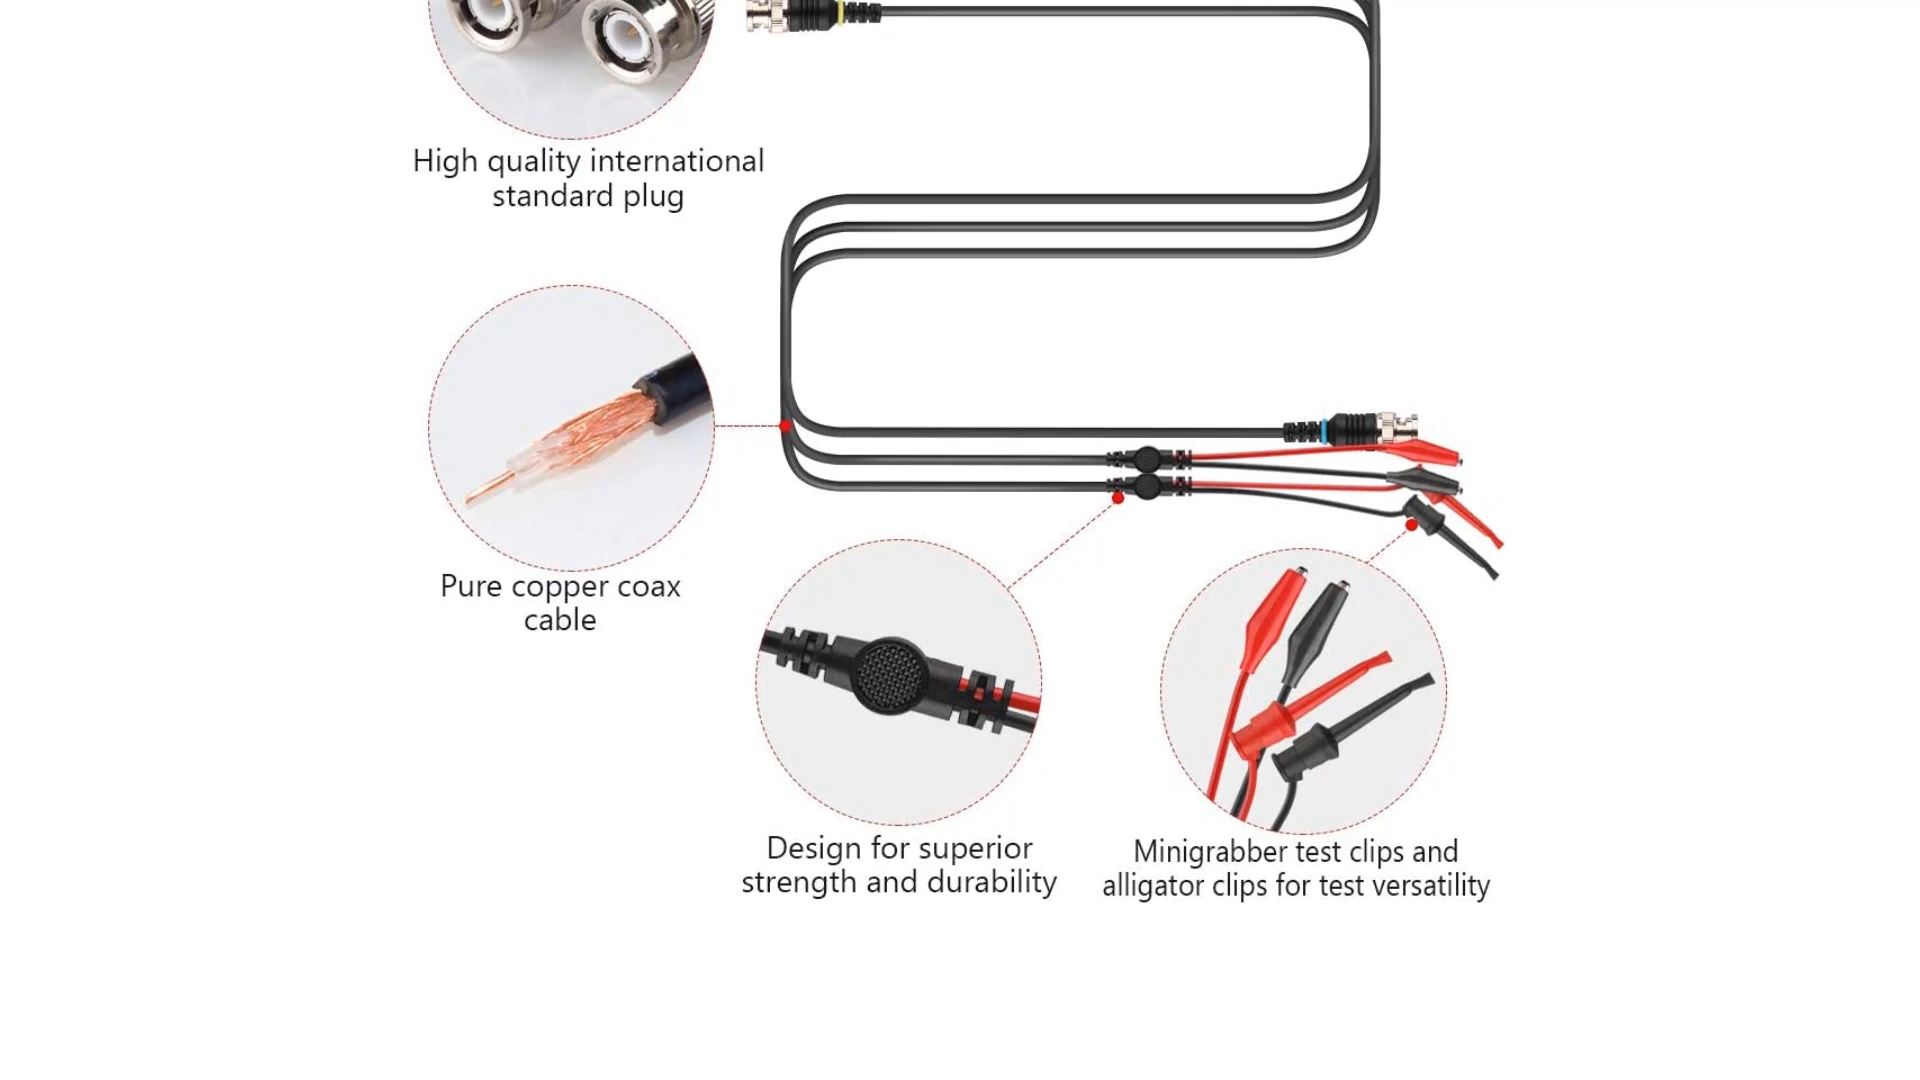 High quality international
standard plug
Pure copper coax
cable
Design for superior
strength and durability
Minigrabber test clips and
alligator clips for test versatility